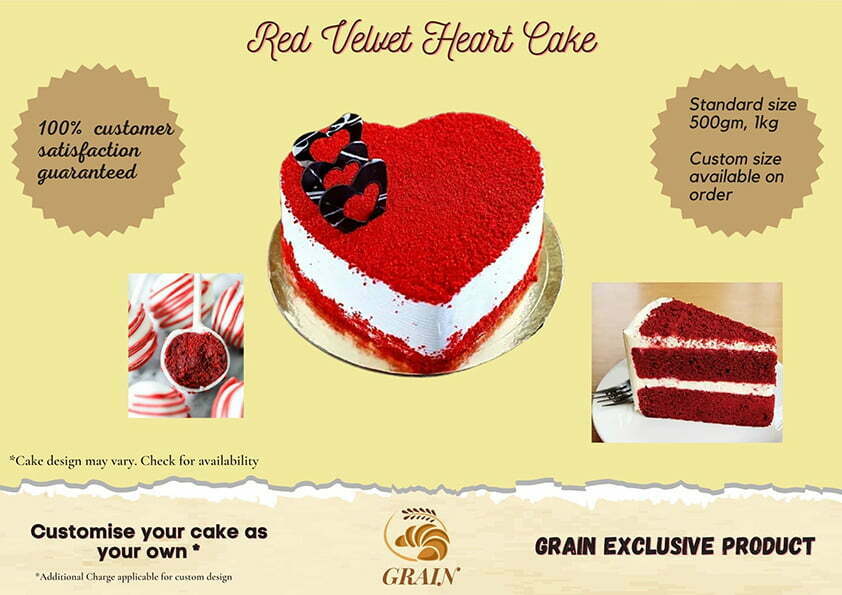 Red Velvet Heart Cake
100% customer
satisfaction
guaranteed
Standard size
500gm, 1kg
Custom size
available on
order
*Cake design may vary. Check for availability
Customise your cake as
your own *
*Additional Charge applicable for custom design
GRAIN
GRAIN EXCLUSIVE PRODUCT